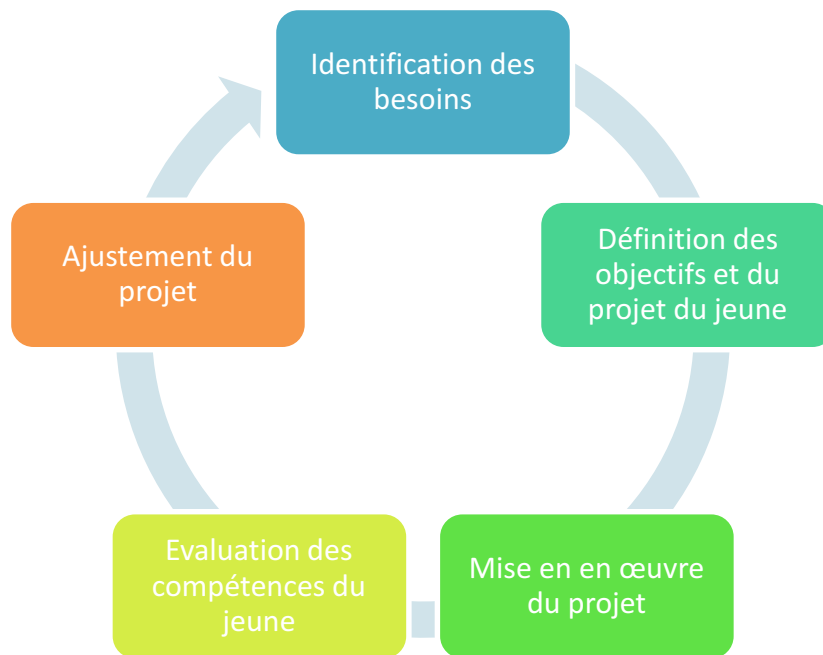 Identification des
besoins
Définition des
objectifs et du
projet du jeune
Mise en en œuvre
du projet
Evaluation des
compétences du
jeune
Ajustement du
projet